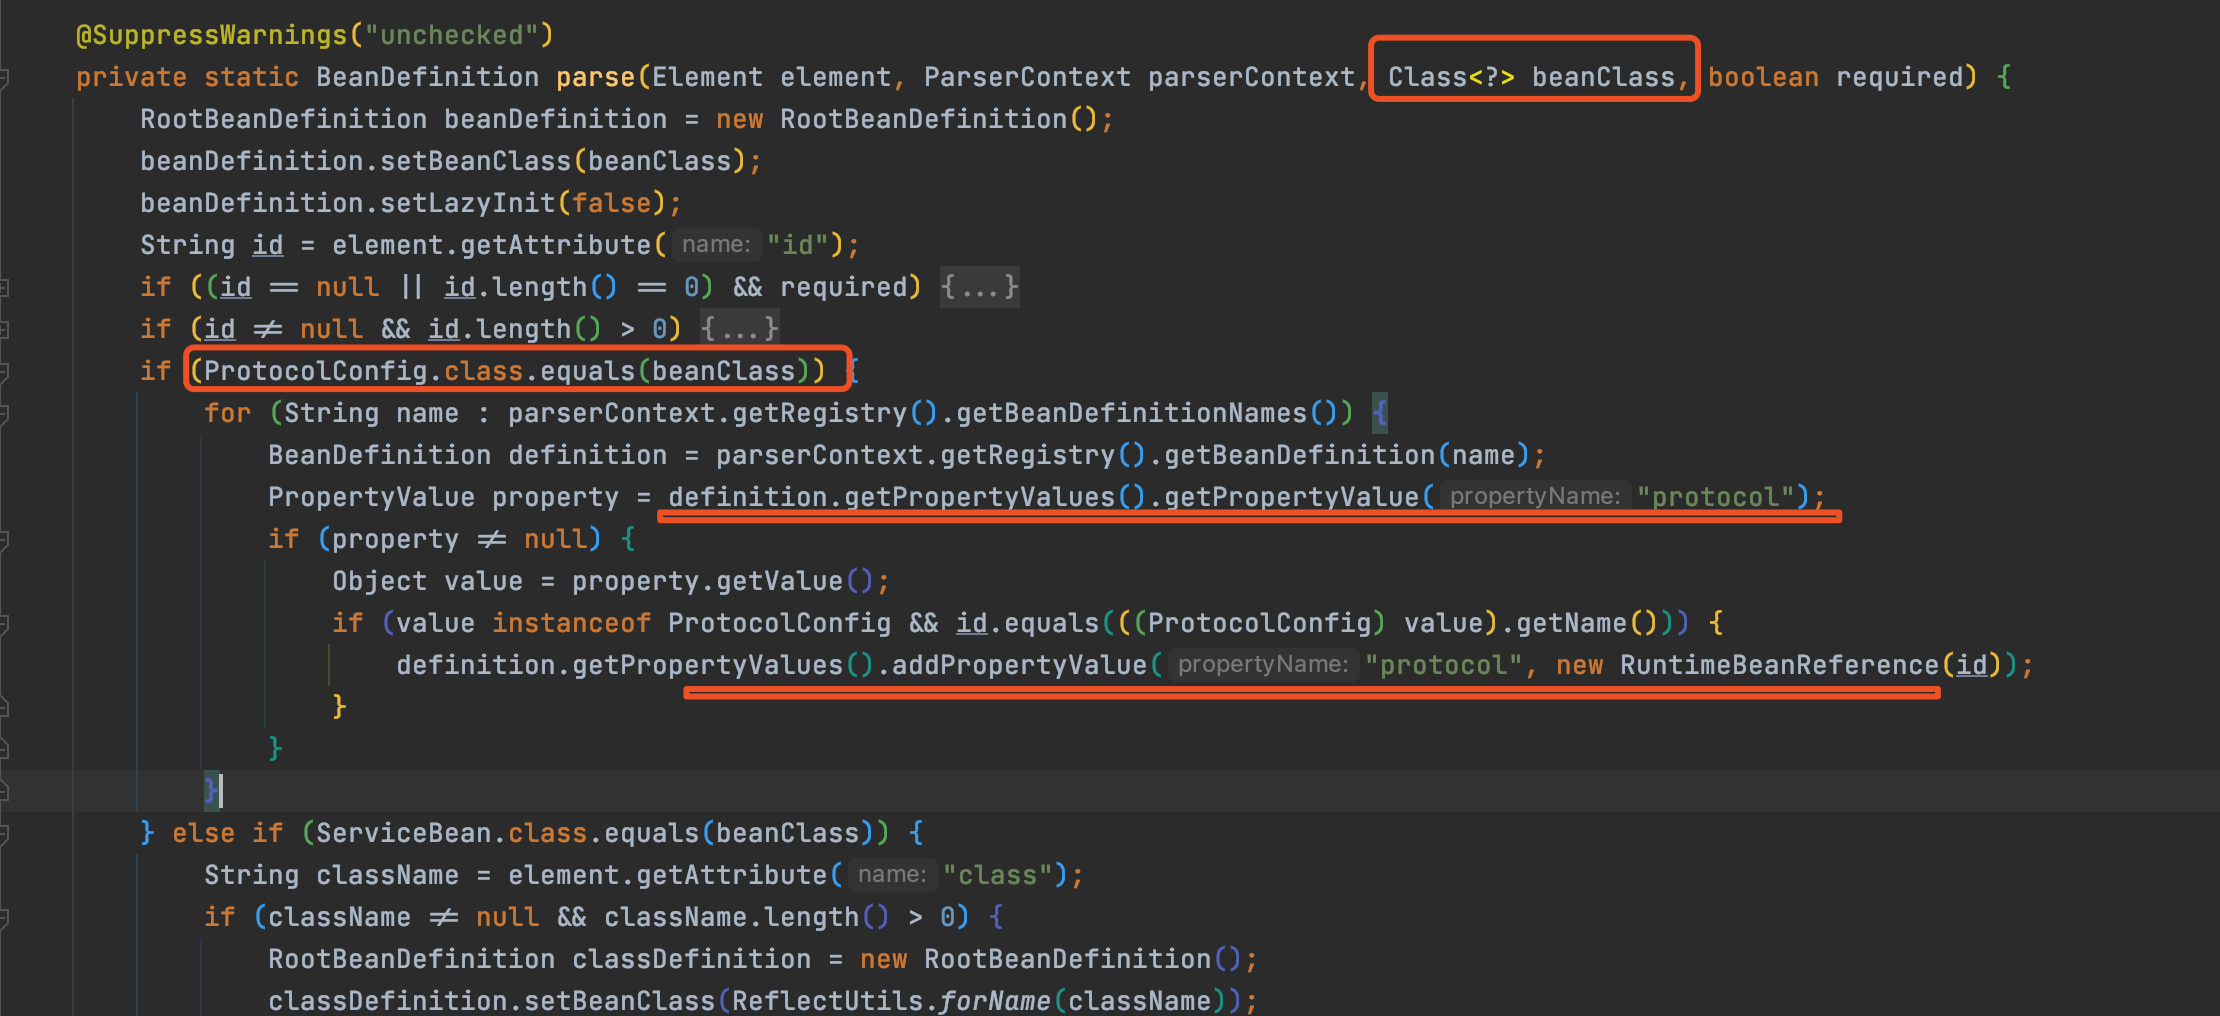 @SuppressWarnings("unchecked")
private static BeanDefinition parse(Element element, ParserContext parserContext, Class<?> beanClass, boolean required) {
RootBeanDefinition beanDefinition = new RootBeanDefinition();
beanDefinition.setBeanClass(beanClass);
beanDefinition.setLazyInit(false);
String id = element.getAttribute( name: "id");
if ((id == null || id.length() == 0) && required) {...}
if (id != null && id.length() > 0) {...}
if (ProtocolConfig.class.equals(beanClass)) {
for (String name : parserContext.getRegistry().getBeanDefinitionNames()) {
BeanDefinition definition = parserContext.getRegistry().getBeanDefinition(name);
PropertyValue property = definition.getPropertyValues().getPropertyValue( propertyName: "protocol");
if (property != null) {
Object value = property.getValue();
if (value instanceof ProtocolConfig && id.equals(((ProtocolConfig) value).getName())) {
definition.getPropertyValues().addPropertyValue( propertyName: "protocol", new RuntimeBeanReference(id));
}
}
}
} else if (ServiceBean.class.equals(beanClass)) {
String className = element.getAttribute( name: "class");
if (className != null && className.length() > 0) {
RootBeanDefinition classDefinition = new RootBeanDefinition();
classDefinition.setBeanClass(ReflectUtils.forName(className));